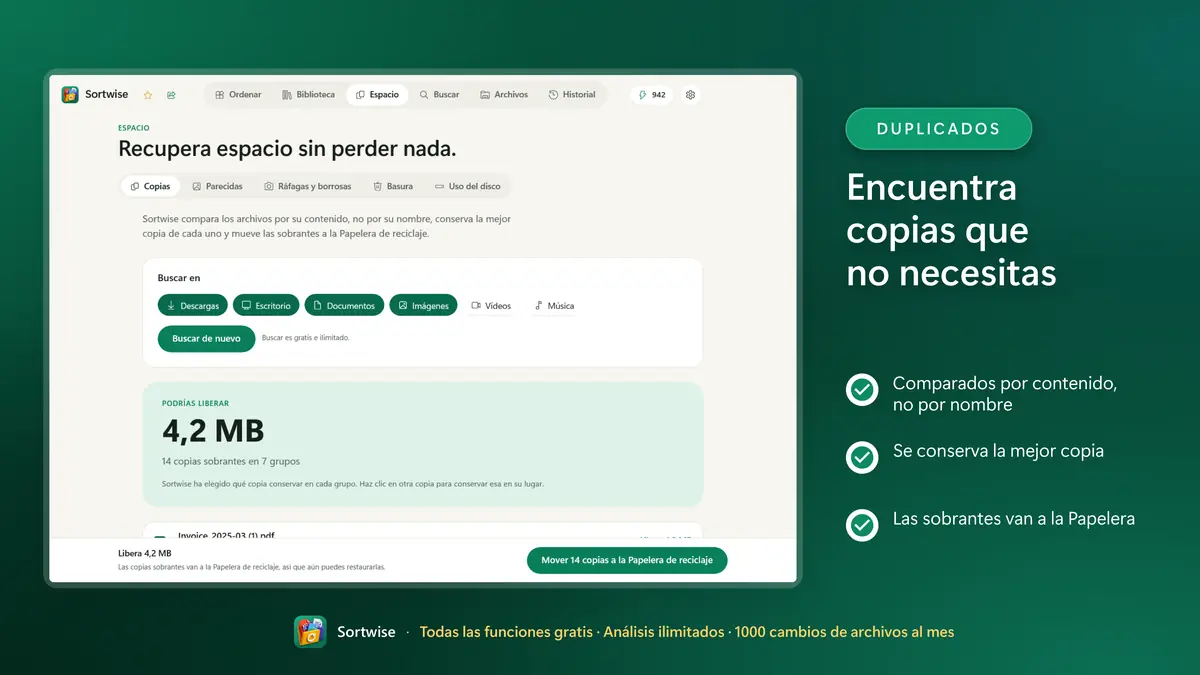 Sortwise
Ordenar
Biblioteca
Espacio
Buscar
Archivos
Historial
942
ESPACIO
Recupera espacio sin perder nada.
Copias
Parecidas
Ráfagas y borrosas
Basura
Uso del disco
Sortwise compara los archivos por su contenido, no por su nombre, conserva la mejor
copia de cada uno y mueve las sobrantes a la Papelera de reciclaje.
Buscar en
Descargas
Escritorio
Documentos
Imágenes
Vídeos
Música
Buscar de nuevo
Buscar es gratis e ilimitado.
PODRÍAS LIBERAR
4,2 MB
14 copias sobrantes en 7 grupos
Sortwise ha elegido qué copia conservar en cada grupo. Haz clic en otra copia para conservar esa en su lugar.
Invoice_2025-03 (1).pdf
Libera 4,2 MB
Las copias sobrantes van a la Papelera de reciclaje, así que aún puedes restaurarlas.
Mover 14 copias a la Papelera de reciclaje
DUPLICADOS
Encuentra
copias que
no necesitas
Comparados por contenido,
no por nombre
Se conserva la mejor copia
Las sobrantes van a la Papelera
Sortwise · Todas las funciones gratis · Análisis ilimitados · 1000 cambios de archivos al mes